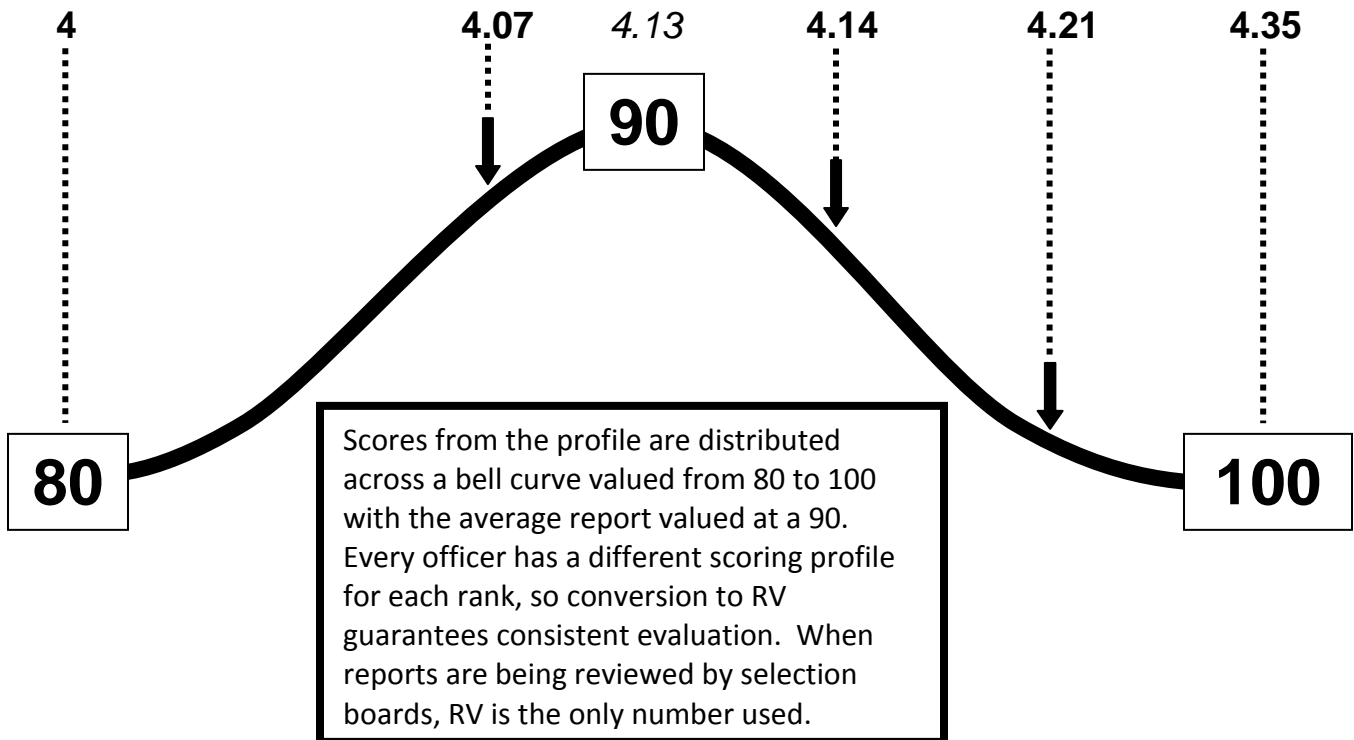 4 4.07 4.13 4.14 4.21 4.35
90
80
100
Scores from the profile are distributed
across a bell curve valued from 80 to 100
with the average report valued at a 90.
Every officer has a different scoring profile
for each rank, so conversion to RV
guarantees consistent evaluation.  When
reports are being reviewed by selection
boards, RV is the only number used.